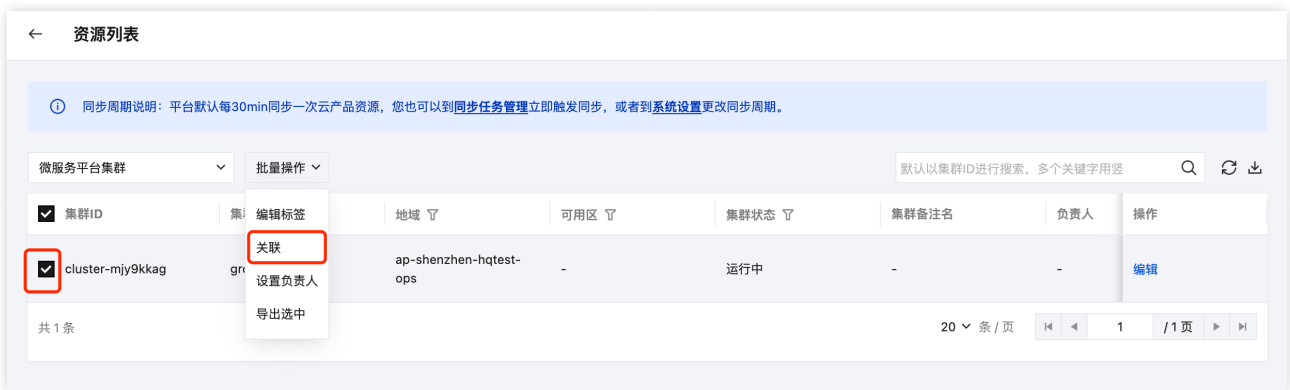 资源列表
同步周期说明：平台默认每30min同步一次云产品资源，您也可以到同步任务管理立即触发同步，或者到系统设置更改同步周期。
微服务平台集群
批量操作
默认以集群ID进行搜索，多个关键字用竖
集群ID
编辑标签
地域
可用区
集群状态
集群备注名
负责人
操作
关联
cluster-mjy9kkag
ap-shenzhen-hqtest-
ops
-
运行中
-
-
编辑
设置负责人
导出选中
共 1 条
20 条 / 页
1
/ 1 页